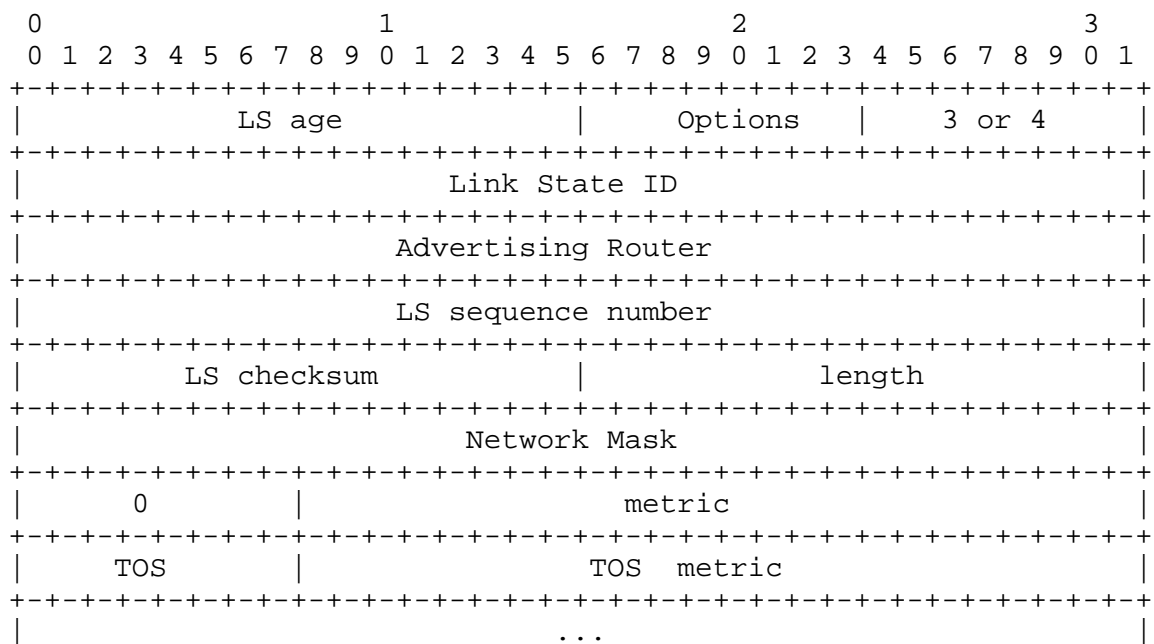 0                   1                   2                   3
 0 1 2 3 4 5 6 7 8 9 0 1 2 3 4 5 6 7 8 9 0 1 2 3 4 5 6 7 8 9 0 1
+-+-+-+-+-+-+-+-+-+-+-+-+-+-+-+-+-+-+-+-+-+-+-+-+-+-+-+-+-+-+-+-+
|            LS age             |     Options   |    3 or 4     |
+-+-+-+-+-+-+-+-+-+-+-+-+-+-+-+-+-+-+-+-+-+-+-+-+-+-+-+-+-+-+-+-+
|                        Link State ID                          |
+-+-+-+-+-+-+-+-+-+-+-+-+-+-+-+-+-+-+-+-+-+-+-+-+-+-+-+-+-+-+-+-+
|                     Advertising Router                        |
+-+-+-+-+-+-+-+-+-+-+-+-+-+-+-+-+-+-+-+-+-+-+-+-+-+-+-+-+-+-+-+-+
|                     LS sequence number                        |
+-+-+-+-+-+-+-+-+-+-+-+-+-+-+-+-+-+-+-+-+-+-+-+-+-+-+-+-+-+-+-+-+
|         LS checksum           |             length            |
+-+-+-+-+-+-+-+-+-+-+-+-+-+-+-+-+-+-+-+-+-+-+-+-+-+-+-+-+-+-+-+-+
|                         Network Mask                          |
+-+-+-+-+-+-+-+-+-+-+-+-+-+-+-+-+-+-+-+-+-+-+-+-+-+-+-+-+-+-+-+-+
|      0        |                  metric                       |
+-+-+-+-+-+-+-+-+-+-+-+-+-+-+-+-+-+-+-+-+-+-+-+-+-+-+-+-+-+-+-+-+
|     TOS       |                TOS  metric                    |
+-+-+-+-+-+-+-+-+-+-+-+-+-+-+-+-+-+-+-+-+-+-+-+-+-+-+-+-+-+-+-+-+
|                              ...                              |